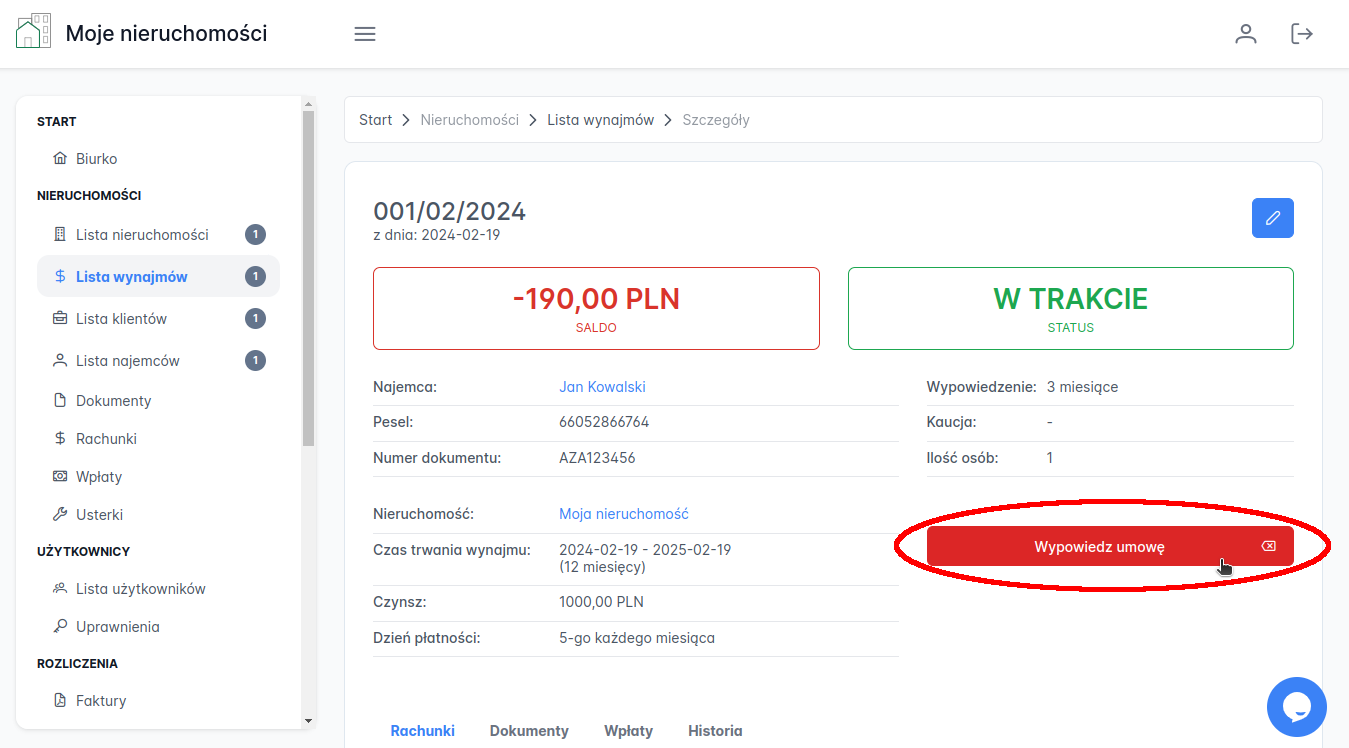 Moje nieruchomości
START
Biurko
NIERUCHOMOŚCI
Lista nieruchomości 1
Lista wynajmów 1
Lista klientów 1
Lista najemców 1
Dokumenty
Rachunki
Wpłaty
Usterki
UŻYTKOWNICY
Lista użytkowników
Uprawnienia
ROZLICZENIA
Faktury
Start > Nieruchomości > Lista wynajmów > Szczegóły
001/02/2024
z dnia: 2024-02-19
-190,00 PLN
SALDO
W TRAKCIE
STATUS
Najemca: Jan Kowalski
Pesel: 66052866764
Numer dokumentu: AZA123456
Wypowiedzenie: 3 miesiące
Kaucja: -
Ilość osób: 1
Nieruchomość: Moja nieruchomość
Czas trwania wynajmu: 2024-02-19 - 2025-02-19
(12 miesięcy)
Czynsz: 1000,00 PLN
Dzień płatności: 5-go każdego miesiąca
Wypowiedz umowę
Rachunki Dokumenty Wpłaty Historia